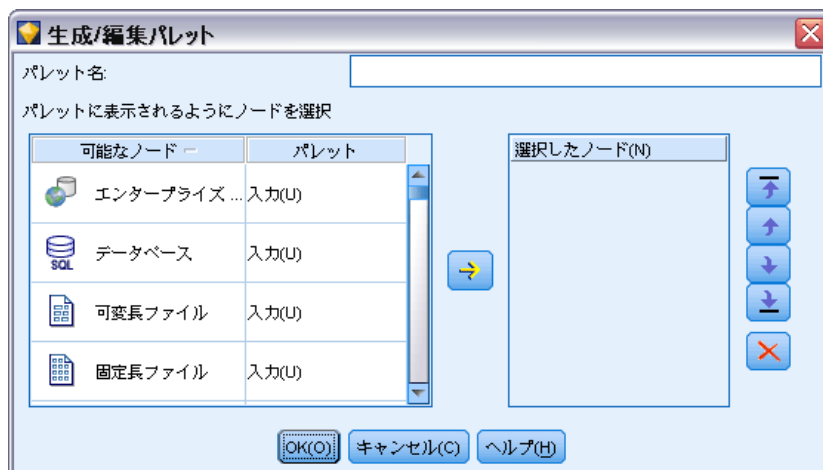 生成/編集パレット
パレット名:
パレットに表示されるようにノードを選択
可能なノード パレット
選択したノード(N)
エンタープライズ ... 入力(U)
SQL データベース 入力(U)
可変長ファイル 入力(U)
固定長ファイル 入力(U)
OK(O) キャンセル(C) ヘルプ(H)